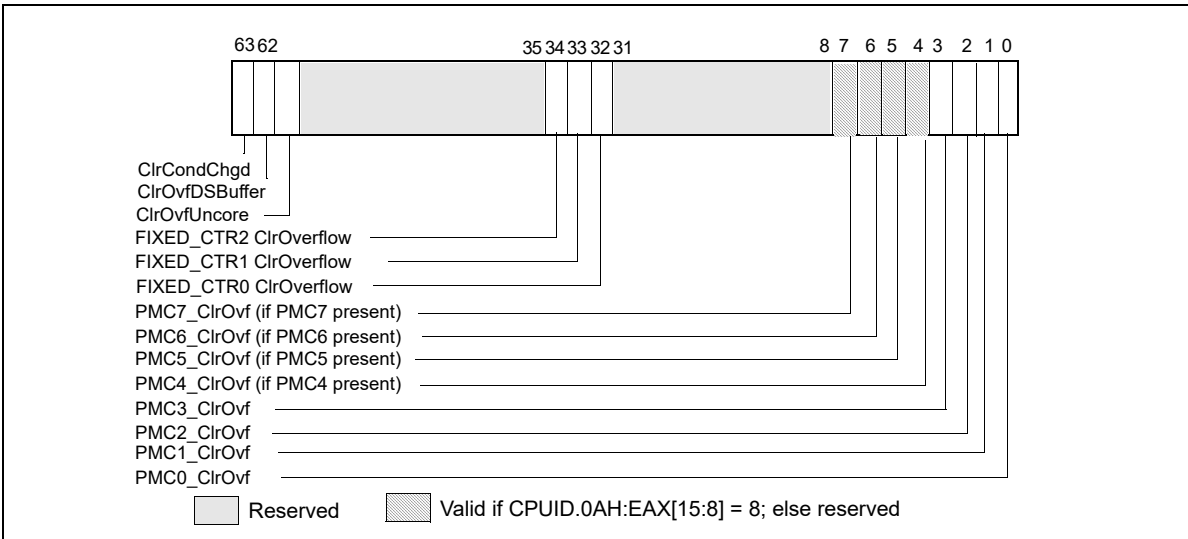 63 62 35 34 33 32 31 8 7 6 5 4 3 2 1 0
ClrCondChgd
ClrOvfDSBuffer
ClrOvfUncore
FIXED_CTR2 ClrOverflow
FIXED_CTR1 ClrOverflow
FIXED_CTR0 ClrOverflow
PMC7_ClrOvf (if PMC7 present)
PMC6_ClrOvf (if PMC6 present)
PMC5_ClrOvf (if PMC5 present)
PMC4_ClrOvf (if PMC4 present)
PMC3_ClrOvf
PMC2_ClrOvf
PMC1_ClrOvf
PMC0_ClrOvf
Reserved Valid if CPUID.0AH:EAX[15:8] = 8; else reserved